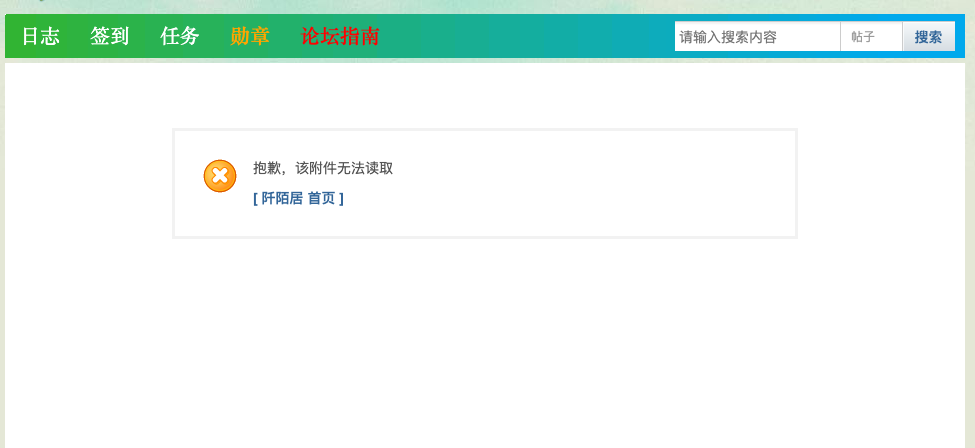 日志 签到 任务 勋章 论坛指南 请输入搜索内容 帖子 搜索
抱歉，该附件无法读取
[ 阡陌居 首页 ]